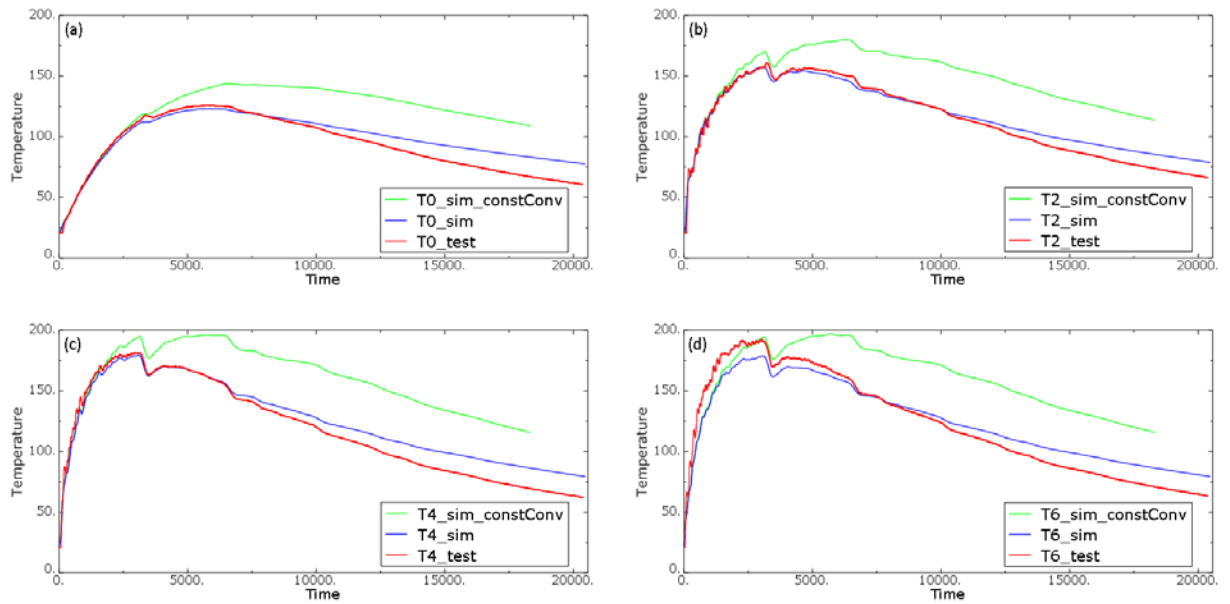 (a)
200.
150.
100.
50.
0.
Temperature
T0_sim_constConv
T0_sim
T0_test
0. 5000. 10000. 15000. 20000.
Time
(b)
200.
150.
100.
50.
0.
Temperature
T2_sim_constConv
T2_sim
T2_test
0. 5000. 10000. 15000. 20000.
Time
(c)
200.
150.
100.
50.
0.
Temperature
T4_sim_constConv
T4_sim
T4_test
0. 5000. 10000. 15000. 20000.
Time
(d)
200.
150.
100.
50.
0.
Temperature
T6_sim_constConv
T6_sim
T6_test
0. 5000. 10000. 15000. 20000.
Time